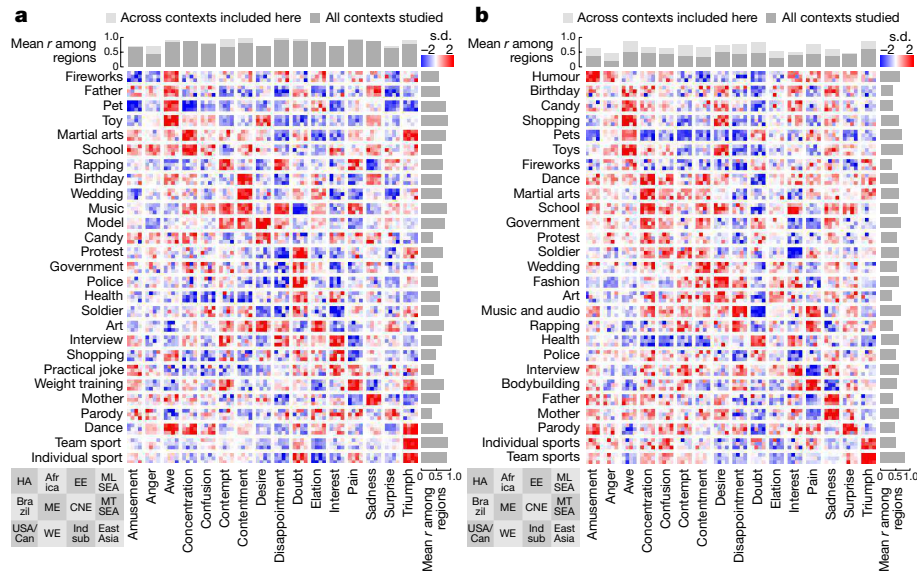 a
Across contexts included here
All contexts studied
Mean r among
regions
1.0
0.5
0
s.d.
−2 2
Fireworks
Father
Pet
Toy
Martial arts
School
Rapping
Birthday
Wedding
Music
Model
Candy
Protest
Government
Police
Health
Soldier
Art
Interview
Shopping
Practical joke
Weight training
Mother
Parody
Dance
Team sport
Individual sport
HA
Afr
ica
EE
ML
SEA
Bra
zil
ME
CNE
MT
SEA
USA/
Can
WE
Ind
sub
East
Asia
Amusement
Anger
Awe
Concentration
Confusion
Contempt
Contentment
Desire
Disappointment
Doubt
Elation
Interest
Pain
Sadness
Surprise
Triumph
0 0.5 1.0
Mean r among
regions
b
Across contexts included here
All contexts studied
Mean r among
regions
1.0
0.5
0
s.d.
−2 2
Humour
Birthday
Candy
Shopping
Pets
Toys
Fireworks
Dance
Martial arts
School
Government
Protest
Soldier
Wedding
Fashion
Art
Music and audio
Rapping
Health
Police
Interview
Bodybuilding
Father
Mother
Parody
Individual sports
Team sports
HA
Afr
ica
EE
ML
SEA
Bra
zil
ME
CNE
MT
SEA
USA/
Can
WE
Ind
sub
East
Asia
Amusement
Anger
Awe
Concentration
Confusion
Contempt
Contentment
Desire
Disappointment
Doubt
Elation
Interest
Pain
Sadness
Surprise
Triumph
0 0.5 1.0
Mean r among
regions